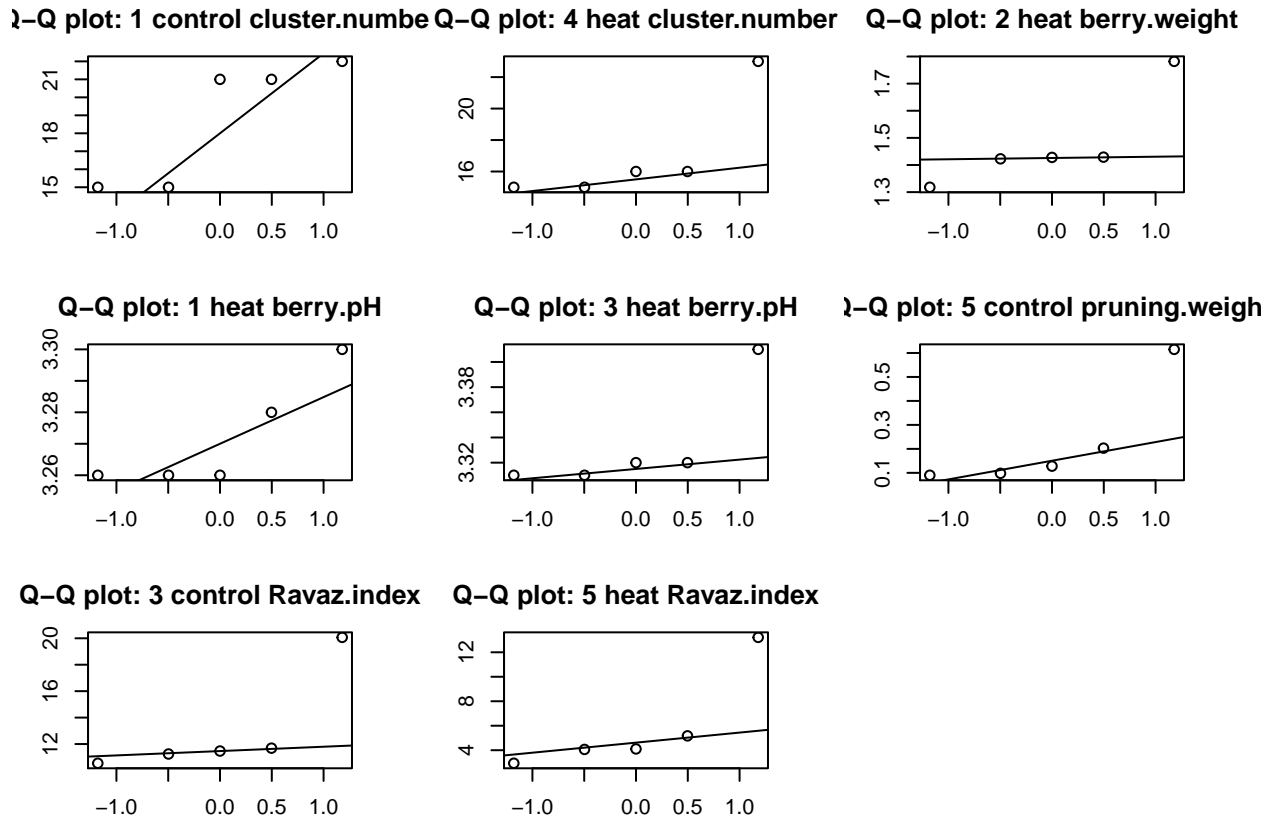 Q−Q plot: 1 control cluster.numbe
Q−Q plot: 4 heat cluster.number
Q−Q plot: 2 heat berry.weight
15 18 21
−1.0 0.0 0.5 1.0
16 20
−1.0 0.0 0.5 1.0
1.3 1.5 1.7
−1.0 0.0 0.5 1.0
Q−Q plot: 1 heat berry.pH
Q−Q plot: 3 heat berry.pH
Q−Q plot: 5 control pruning.weigh
3.26 3.28 3.30
−1.0 0.0 0.5 1.0
3.32 3.38
−1.0 0.0 0.5 1.0
0.1 0.3 0.5
−1.0 0.0 0.5 1.0
Q−Q plot: 3 control Ravaz.index
Q−Q plot: 5 heat Ravaz.index
12 16 20
−1.0 0.0 0.5 1.0
4 8 12
−1.0 0.0 0.5 1.0